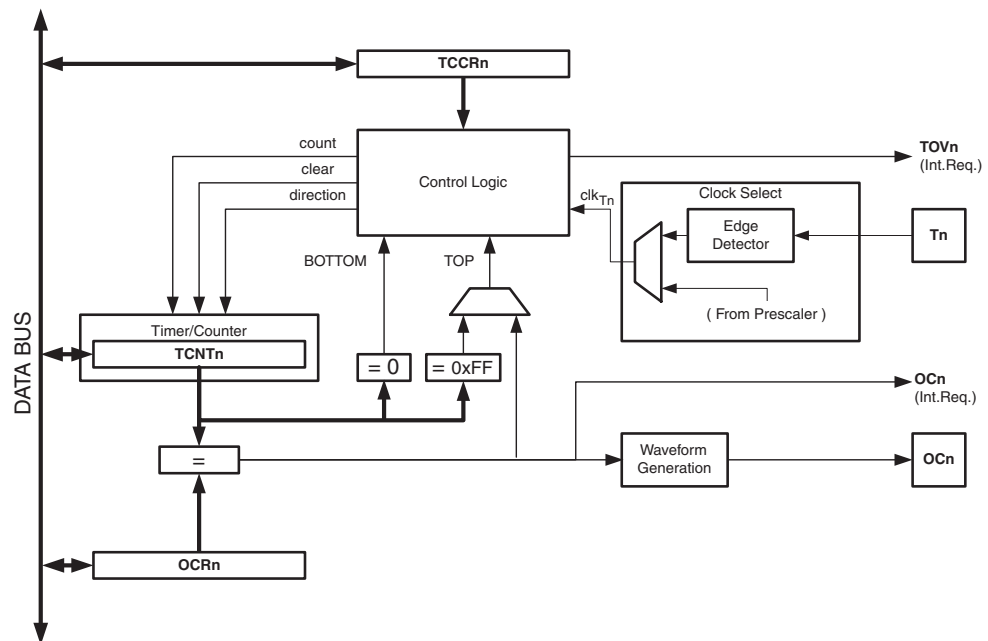 TCCRn
count
clear
direction
Control Logic
TOVn
(Int.Req.)
clkTn
Clock Select
Edge
Detector
Tn
( From Prescaler )
BOTTOM
TOP
Timer/Counter
TCNTn
= 0
= 0xFF
DATA BUS
OCn
(Int.Req.)
=
Waveform
Generation
OCn
OCRn